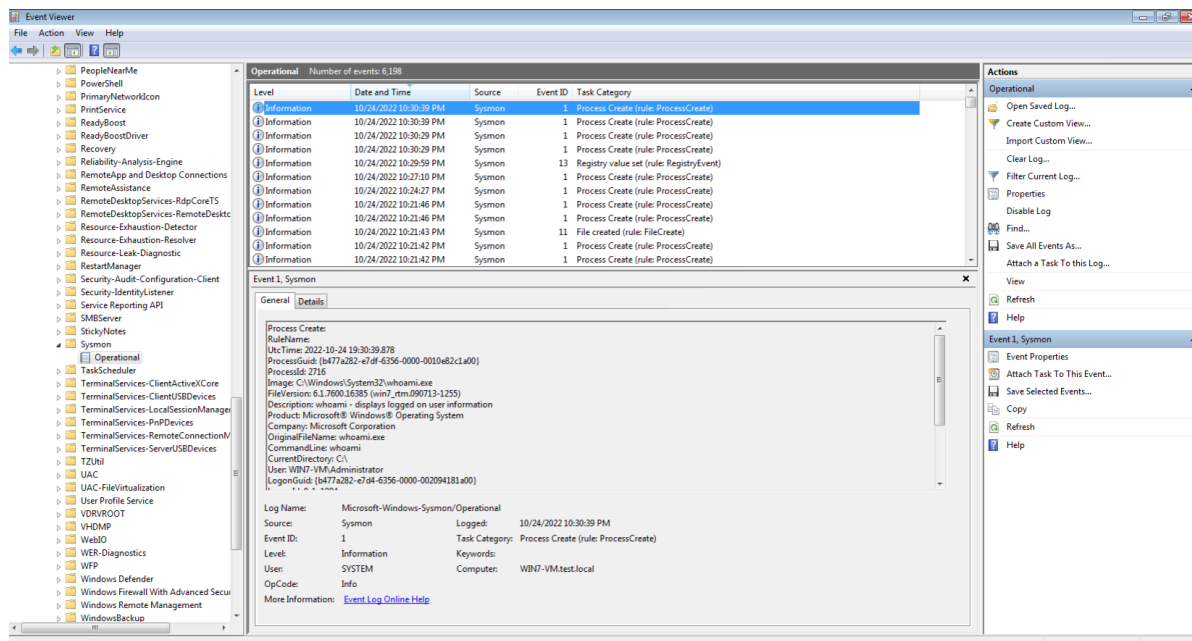 Event Viewer
File Action View Help
PeopleNearMe
PowerShell
PrimaryNetworkIcon
PrintService
ReadyBoost
ReadyBoostDriver
Recovery
Reliability-Analysis-Engine
RemoteApp and Desktop Connections
RemoteAssistance
RemoteDesktopServices-RdpCoreTS
RemoteDesktopServices-RemoteDeskto
Resource-Exhaustion-Detector
Resource-Exhaustion-Resolver
Resource-Leak-Diagnostic
RestartManager
Security-Audit-Configuration-Client
Security-IdentityListener
Service Reporting API
SMBServer
StickyNotes
Sysmon
Operational
TaskScheduler
TerminalServices-ClientActiveXCore
TerminalServices-ClientUSBDevices
TerminalServices-LocalSessionManager
TerminalServices-PnPDevices
TerminalServices-RemoteConnectionM
TerminalServices-ServerUSBDevices
TZUtil
UAC
UAC-FileVirtualization
User Profile Service
VDRVROOT
VHDMP
WebIO
WER-Diagnostics
WFP
Windows Defender
Windows Firewall With Advanced Secu
Windows Remote Management
WindowsBackup
Operational Number of events: 6,198
Level Date and Time Source Event ID Task Category
Information 10/24/2022 10:30:39 PM Sysmon 1 Process Create (rule: ProcessCreate)
Information 10/24/2022 10:30:39 PM Sysmon 1 Process Create (rule: ProcessCreate)
Information 10/24/2022 10:30:29 PM Sysmon 1 Process Create (rule: ProcessCreate)
Information 10/24/2022 10:30:29 PM Sysmon 1 Process Create (rule: ProcessCreate)
Information 10/24/2022 10:29:59 PM Sysmon 13 Registry value set (rule: RegistryEvent)
Information 10/24/2022 10:27:10 PM Sysmon 1 Process Create (rule: ProcessCreate)
Information 10/24/2022 10:24:27 PM Sysmon 1 Process Create (rule: ProcessCreate)
Information 10/24/2022 10:21:46 PM Sysmon 1 Process Create (rule: ProcessCreate)
Information 10/24/2022 10:21:46 PM Sysmon 1 Process Create (rule: ProcessCreate)
Information 10/24/2022 10:21:43 PM Sysmon 11 File created (rule: FileCreate)
Information 10/24/2022 10:21:42 PM Sysmon 1 Process Create (rule: ProcessCreate)
Information 10/24/2022 10:21:42 PM Sysmon 1 Process Create (rule: ProcessCreate)
Event 1, Sysmon
General Details
Process Create:
RuleName:
UtcTime: 2022-10-24 19:30:39.878
ProcessGuid: {b477a282-e7df-6356-0000-0010e82c1a00}
ProcessId: 2716
Image: C:\Windows\System32\whoami.exe
FileVersion: 6.1.7600.16385 (win7_rtm.090713-1255)
Description: whoami - displays logged on user information
Product: Microsoft® Windows® Operating System
Company: Microsoft Corporation
OriginalFileName: whoami.exe
CommandLine: whoami
CurrentDirectory: C:\
User: WIN7-VM\Administrator
LogonGuid: {b477a282-e7d4-6356-0000-002094181a00}
Log Name: Microsoft-Windows-Sysmon/Operational
Source: Sysmon Logged: 10/24/2022 10:30:39 PM
Event ID: 1 Task Category: Process Create (rule: ProcessCreate)
Level: Information Keywords:
User: SYSTEM Computer: WIN7-VM.test.local
OpCode: Info
More Information: Event Log Online Help
Actions
Operational
Open Saved Log...
Create Custom View...
Import Custom View...
Clear Log...
Filter Current Log...
Properties
Disable Log
Find...
Save All Events As...
Attach a Task To this Log...
View
Refresh
Help
Event 1, Sysmon
Event Properties
Attach Task To This Event...
Save Selected Events...
Copy
Refresh
Help